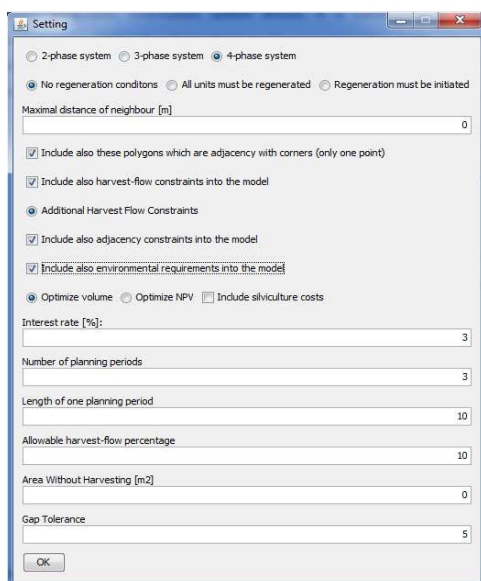 Setting
2-phase system 3-phase system 4-phase system
No regeneration conditons All units must be regenerated Regeneration must be initiated
Maximal distance of neighbour [m]
0
Include also these polygons which are adjacency with corners (only one point)
Include also harvest-flow constraints into the model
Additional Harvest Flow Constraints
Include also adjacency constraints into the model
Include also environmental requirements into the model
Optimize volume Optimize NPV Include silviculture costs
Interest rate [%]:
3
Number of planning periods
3
Length of one planning period
10
Allowable harvest-flow percentage
10
Area Without Harvesting [m2]
0
Gap Tolerance
5
OK